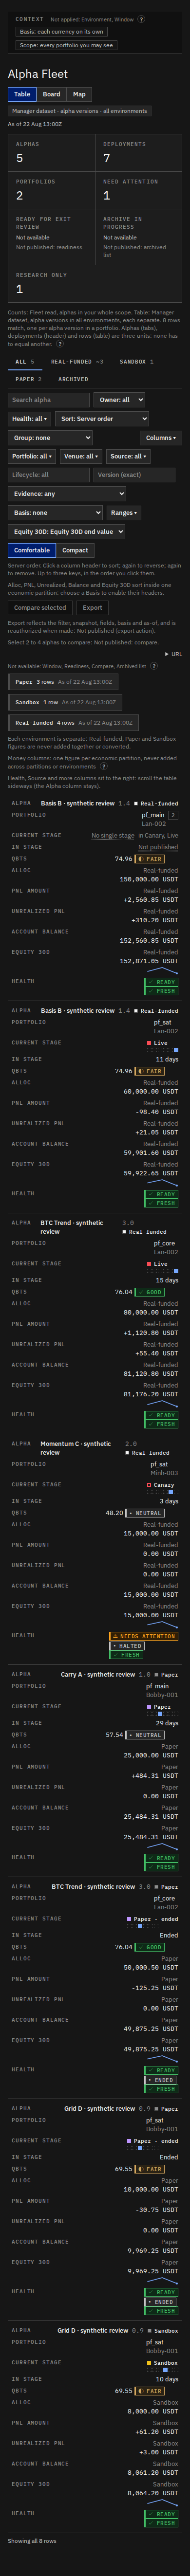 CONTEXT Not applied: Environment, Window ?
Basis: each currency on its own
Scope: every portfolio you may see
Alpha Fleet
Table Board Map
Manager dataset · alpha versions · all environments
As of 22 Aug 13:00Z
ALPHAS
5
DEPLOYMENTS
7
PORTFOLIOS
2
NEED ATTENTION
1
READY FOR EXIT REVIEW
Not available
Not published: readiness
ARCHIVE IN PROGRESS
Not available
Not published: archived list
RESEARCH ONLY
1
Counts: Fleet read, alphas in your whole scope. Table: Manager
dataset, alpha versions in all environments, each separate. 8 rows
match, one per alpha version in a portfolio. Alphas (tabs),
deployments (header) and rows (table) are three units: none has
to equal another. ?
ALL 5 REAL-FUNDED ~3 SANDBOX 1
PAPER 2 ARCHIVED
Search alpha Owner: all
Health: all Sort: Server order
Group: none Columns
Portfolio: all Venue: all Source: all
Lifecycle: all Version (exact)
Evidence: any
Basis: none Ranges
Equity 30D: Equity 30D end value
Comfortable Compact
Server order. Click a column header to sort; again to reverse; again
to remove. Up to three keys, in the order you click them.
Alloc, PNL, Unrealized, Balance and Equity 30D sort inside one
economic partition: choose a Basis to enable their headers.
Compare selected Export
Export reflects the filter, snapshot, fields, basis and as-of, and is
authorized when made: Not published (export action).
Select 2 to 4 alphas to compare: Not published: compare.
▸ URL
Not available: Window, Readiness, Compare, Archived list ?
Paper 3 rows As of 22 Aug 13:00Z
Sandbox 1 row As of 22 Aug 13:00Z
Real-funded 4 rows As of 22 Aug 13:00Z
Each environment is separate: Real-funded, Paper and Sandbox
figures are never added together or converted.
Money columns: one figure per economic partition, never added
across partitions or environments ?
Health, Source and more columns sit to the right: scroll the table
sideways (the Alpha column stays).
ALPHA Basis B · synthetic review 1.4 Real-funded
PORTFOLIO pf_main 2
Lan-002
CURRENT STAGE No single stage in Canary, Live
IN STAGE Not published
QBTS 74.96 FAIR
ALLOC Real-funded
150,000.00 USDT
PNL AMOUNT Real-funded
+2,560.85 USDT
UNREALIZED PNL Real-funded
+310.20 USDT
ACCOUNT BALANCE Real-funded
152,560.85 USDT
EQUITY 30D Real-funded
152,871.05 USDT
HEALTH ✓ READY
✓ FRESH
ALPHA Basis B · synthetic review 1.4 Real-funded
PORTFOLIO pf_sat
Lan-002
CURRENT STAGE Live
IN STAGE 11 days
QBTS 74.96 FAIR
ALLOC Real-funded
60,000.00 USDT
PNL AMOUNT Real-funded
-98.40 USDT
UNREALIZED PNL Real-funded
+21.05 USDT
ACCOUNT BALANCE Real-funded
59,901.60 USDT
EQUITY 30D Real-funded
59,922.65 USDT
HEALTH ✓ READY
✓ FRESH
ALPHA BTC Trend · synthetic review 3.0 Real-funded
PORTFOLIO pf_core
Lan-002
CURRENT STAGE Live
IN STAGE 15 days
QBTS 76.04 ✓ GOOD
ALLOC Real-funded
80,000.00 USDT
PNL AMOUNT Real-funded
+1,120.80 USDT
UNREALIZED PNL Real-funded
+55.40 USDT
ACCOUNT BALANCE Real-funded
81,120.80 USDT
EQUITY 30D Real-funded
81,176.20 USDT
HEALTH ✓ READY
✓ FRESH
ALPHA Momentum C · synthetic review 2.0 Real-funded
PORTFOLIO pf_sat
Minh-003
CURRENT STAGE Canary
IN STAGE 3 days
QBTS 48.20 NEUTRAL
ALLOC Real-funded
15,000.00 USDT
PNL AMOUNT Real-funded
0.00 USDT
UNREALIZED PNL Real-funded
0.00 USDT
ACCOUNT BALANCE Real-funded
15,000.00 USDT
EQUITY 30D Real-funded
15,000.00 USDT
HEALTH ⚠ NEEDS ATTENTION
HALTED
✓ FRESH
ALPHA Carry A · synthetic review 1.0 Paper
PORTFOLIO pf_main
Bobby-001
CURRENT STAGE Paper
IN STAGE 29 days
QBTS 57.54 NEUTRAL
ALLOC Paper
25,000.00 USDT
PNL AMOUNT Paper
+484.31 USDT
UNREALIZED PNL Paper
0.00 USDT
ACCOUNT BALANCE Paper
25,484.31 USDT
EQUITY 30D Paper
25,484.31 USDT
HEALTH ✓ READY
✓ FRESH
ALPHA BTC Trend · synthetic review 3.0 Paper
PORTFOLIO pf_core
Lan-002
CURRENT STAGE Paper · ended
IN STAGE Ended
QBTS 76.04 ✓ GOOD
ALLOC Paper
50,000.50 USDT
PNL AMOUNT Paper
-125.25 USDT
UNREALIZED PNL Paper
0.00 USDT
ACCOUNT BALANCE Paper
49,875.25 USDT
EQUITY 30D Paper
49,875.25 USDT
HEALTH ✓ READY
ENDED
✓ FRESH
ALPHA Grid D · synthetic review 0.9 Paper
PORTFOLIO pf_sat
Bobby-001
CURRENT STAGE Paper · ended
IN STAGE Ended
QBTS 69.55 FAIR
ALLOC Paper
10,000.00 USDT
PNL AMOUNT Paper
-30.75 USDT
UNREALIZED PNL Paper
0.00 USDT
ACCOUNT BALANCE Paper
9,969.25 USDT
EQUITY 30D Paper
9,969.25 USDT
HEALTH ✓ READY
ENDED
✓ FRESH
ALPHA Grid D · synthetic review 0.9 Sandbox
PORTFOLIO pf_sat
Bobby-001
CURRENT STAGE Sandbox
IN STAGE 10 days
QBTS 69.55 FAIR
ALLOC Sandbox
8,000.00 USDT
PNL AMOUNT Sandbox
+61.20 USDT
UNREALIZED PNL Sandbox
+3.00 USDT
ACCOUNT BALANCE Sandbox
8,061.20 USDT
EQUITY 30D Sandbox
8,064.20 USDT
HEALTH ✓ READY
✓ FRESH
Showing all 8 rows